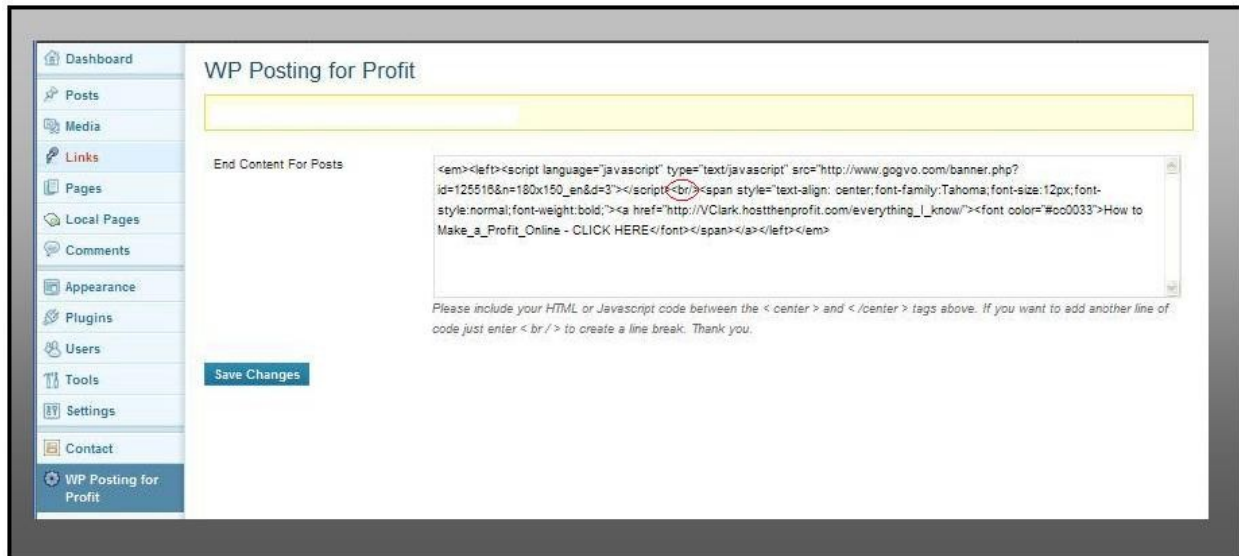 Dashboard
Posts
Media
Links
Pages
Local Pages
Comments
Appearance
Plugins
Users
Tools
Settings
Contact
WP Posting for
Profit
WP Posting for Profit
End Content For Posts
<em><left><script language="javascript" type="text/javascript" src="http://www.gogvo.com/banner.php?
id=125516&n=180x150_en&d=3"></script><br/><span style="text-align: center;font-family:Tahoma;font-size:12px;font-
style:normal;font-weight:bold;"><a href="http://VClark.hostthenprofit.com/everything_I_know/"><font color="#cc0033">How to
Make_a_Profit_Online - CLICK HERE</font></span></a></left></em>
Please include your HTML or Javascript code between the < center > and < /center > tags above. If you want to add another line of
code just enter < br / > to create a line break. Thank you.
Save Changes